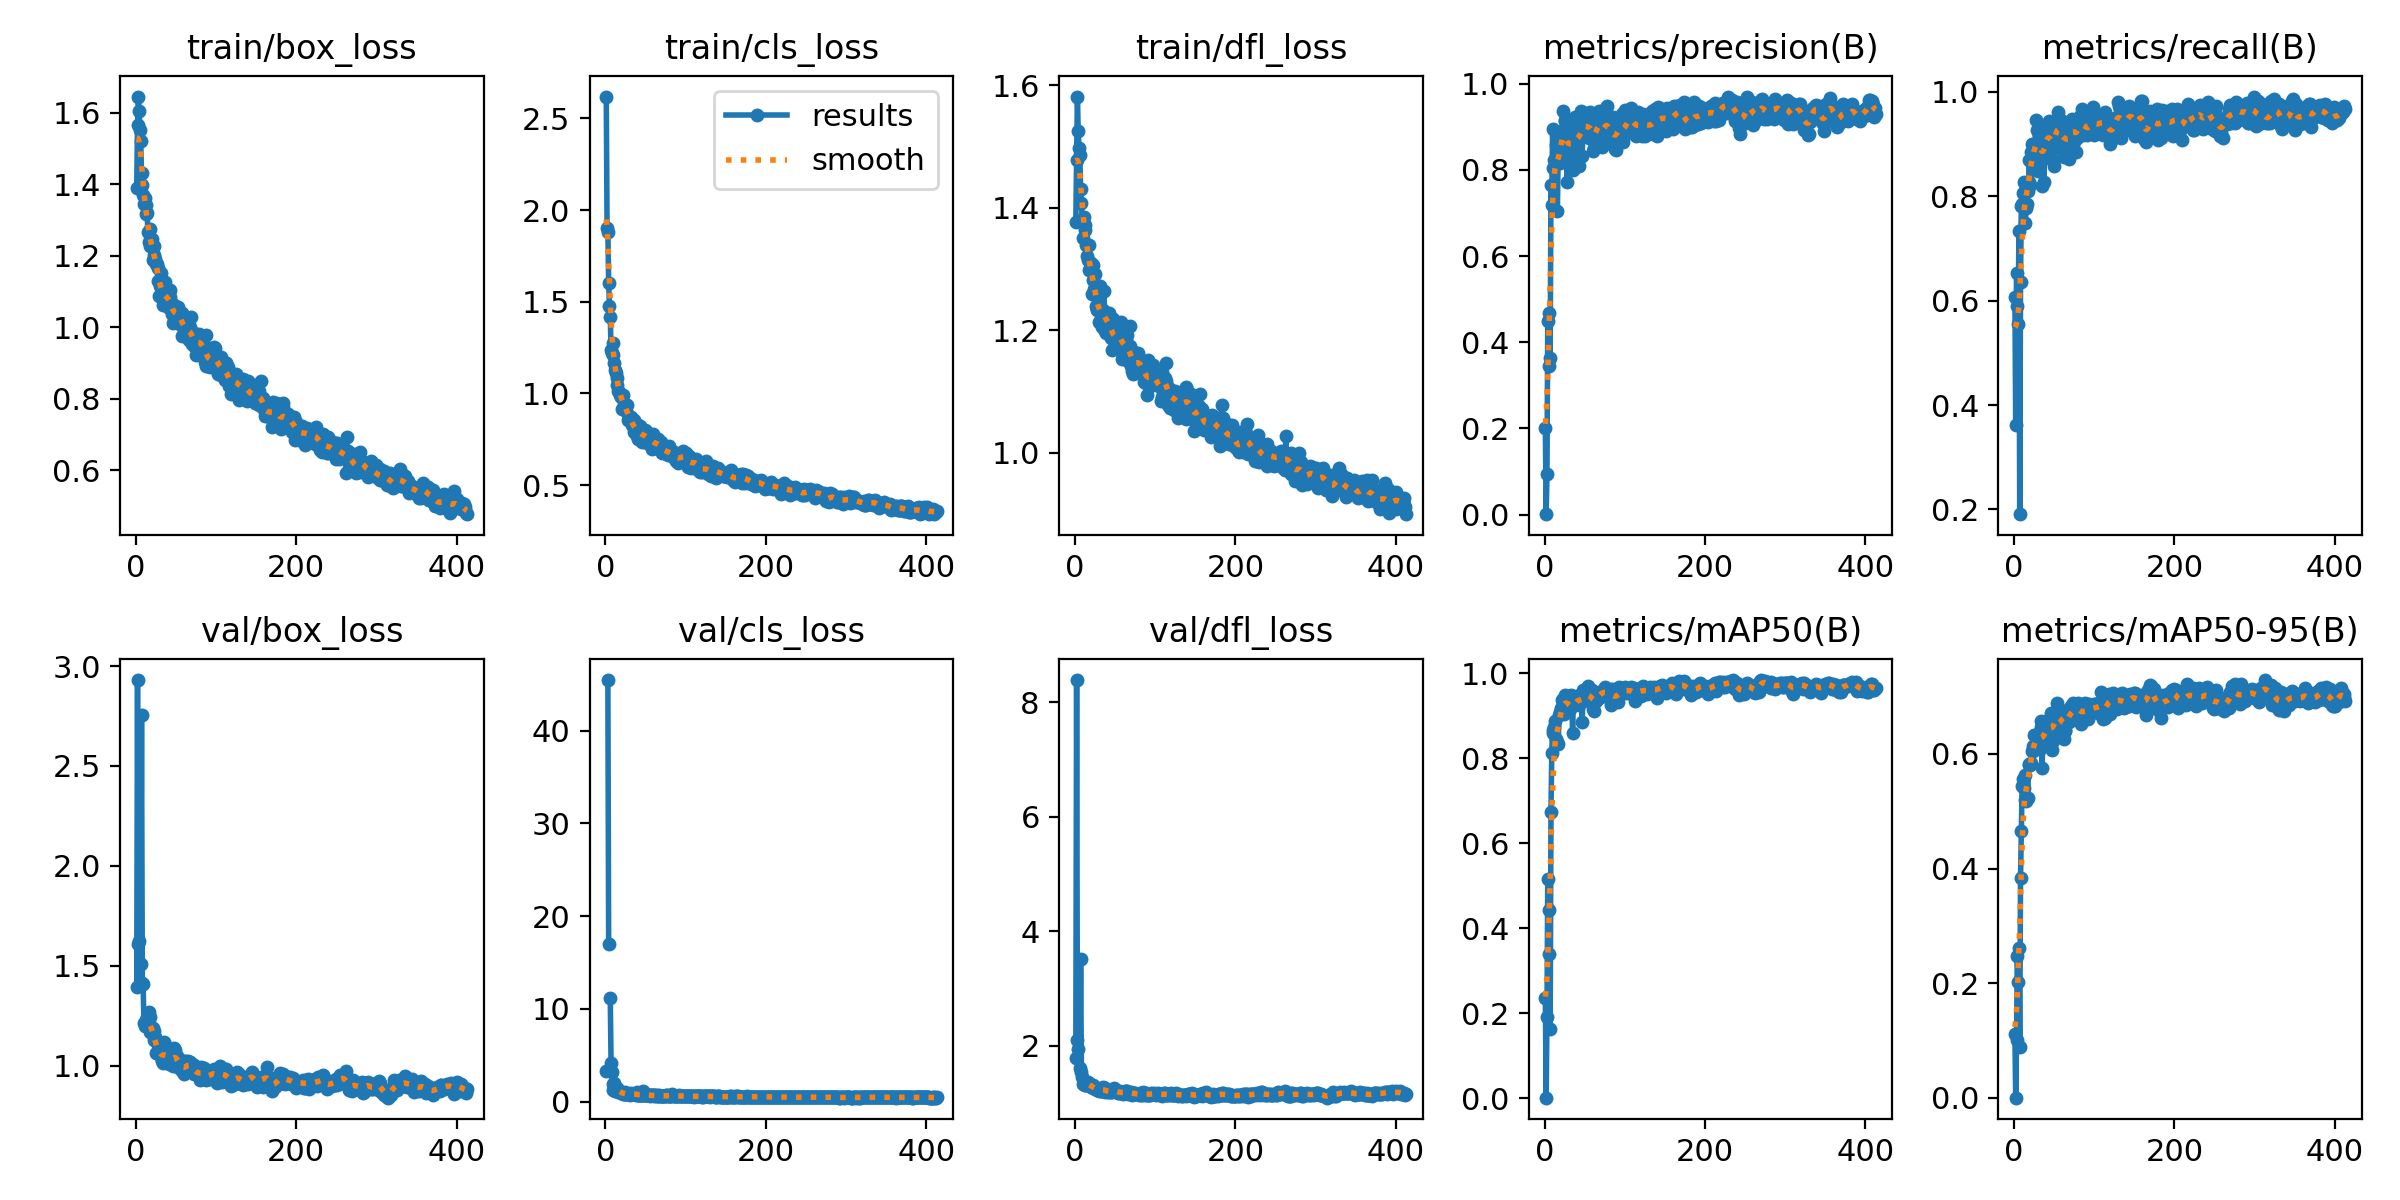 train/box_loss
1.6
1.4
1.2
1.0
0.8
0.6
0 200 400
train/cls_loss
results
smooth
2.5
2.0
1.5
1.0
0.5
0 200 400
train/dfl_loss
1.6
1.4
1.2
1.0
0 200 400
metrics/precision(B)
1.0
0.8
0.6
0.4
0.2
0.0
0 200 400
metrics/recall(B)
1.0
0.8
0.6
0.4
0.2
0 200 400
val/box_loss
3.0
2.5
2.0
1.5
1.0
0 200 400
val/cls_loss
40
30
20
10
0
0 200 400
val/dfl_loss
8
6
4
2
0 200 400
metrics/mAP50(B)
1.0
0.8
0.6
0.4
0.2
0.0
0 200 400
metrics/mAP50-95(B)
0.6
0.4
0.2
0.0
0 200 400